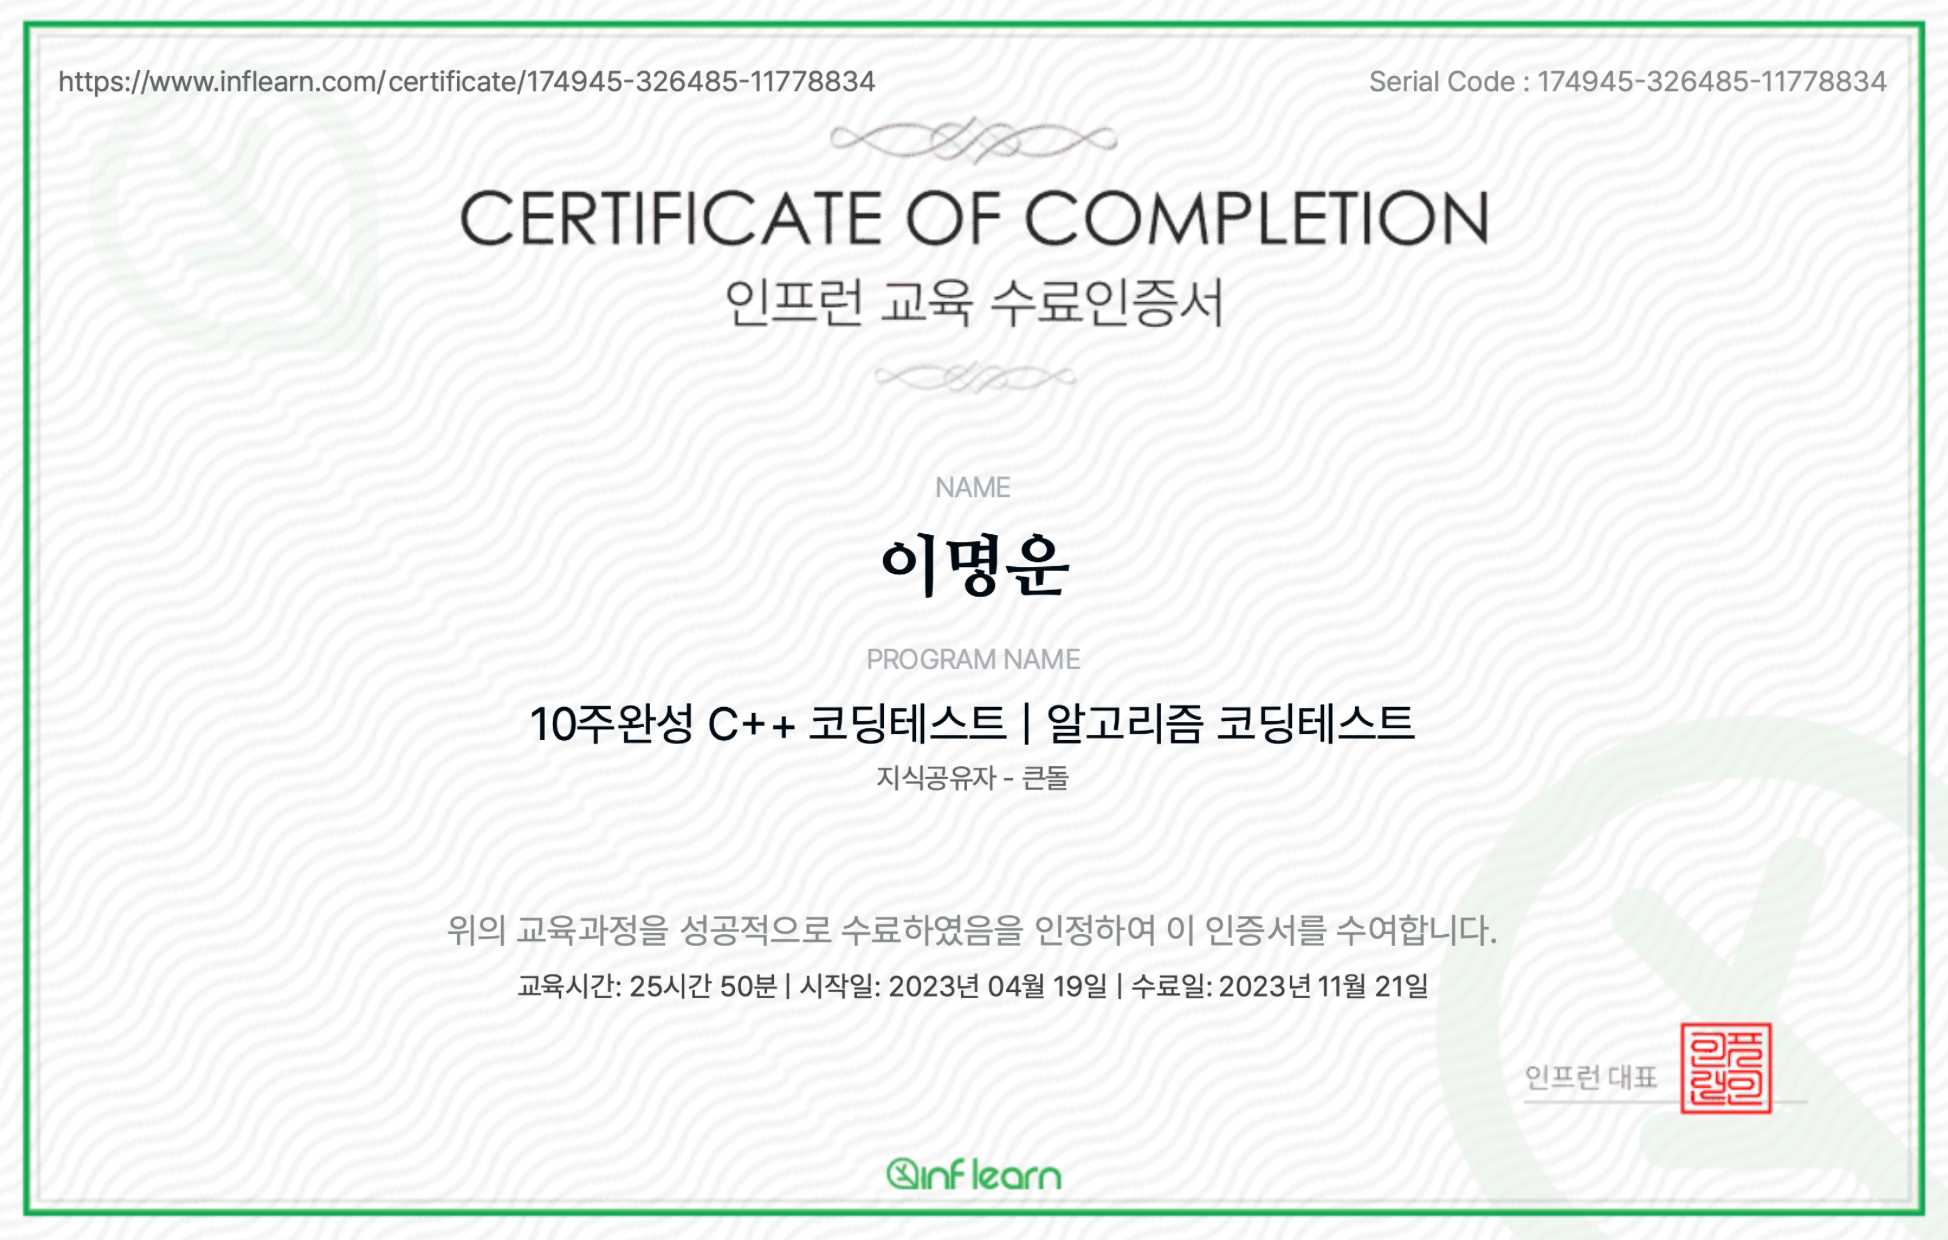 https://www.inflearn.com/certificate/174945-326485-11778834
Serial Code : 174945-326485-11778834
CERTIFICATE OF COMPLETION
인프런 교육 수료인증서
NAME
이명운
PROGRAM NAME
10주완성 C++ 코딩테스트 | 알고리즘 코딩테스트
지식공유자 - 큰돌
위의 교육과정을 성공적으로 수료하였음을 인정하여 이 인증서를 수여합니다.
교육시간: 25시간 50분 | 시작일: 2023년 04월 19일 | 수료일: 2023년 11월 21일
인프런 대표
inflearn